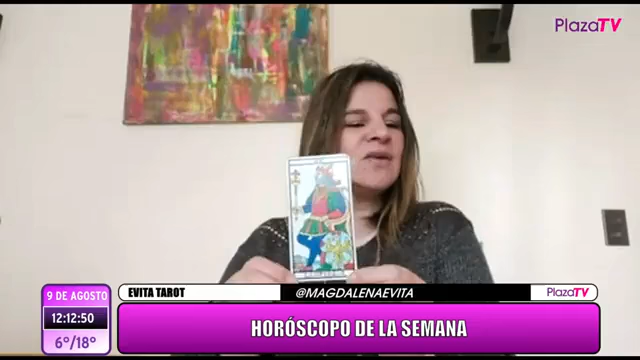 PlazaTV
9 DE AGOSTO
12:12:50
6°/18°
EVITA TAROT
@MAGDALENAEVITA
PlazaTV
HORÓSCOPO DE LA SEMANA